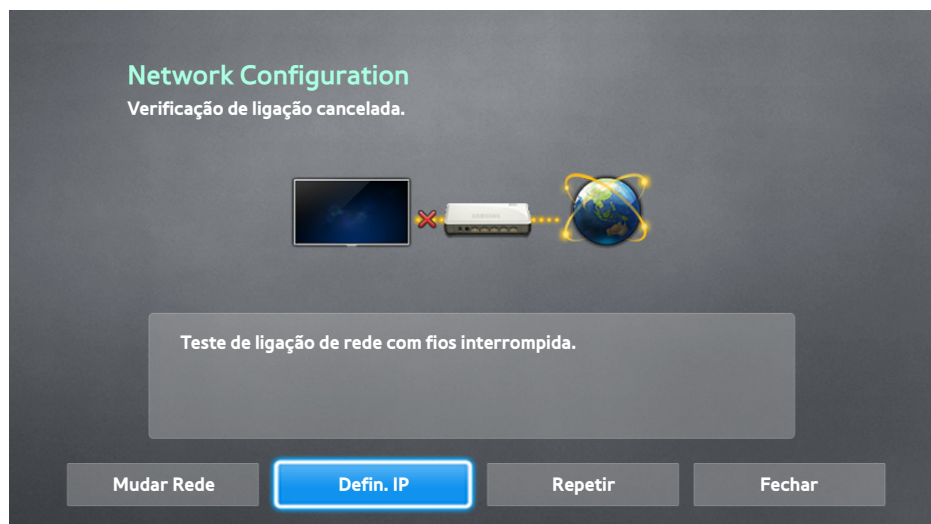 Network Configuration
Verificação de ligação cancelada.
SAMSUNG
Teste de ligação de rede com fios interrompida.
Mudar Rede
Defin. IP
Repetir
Fechar